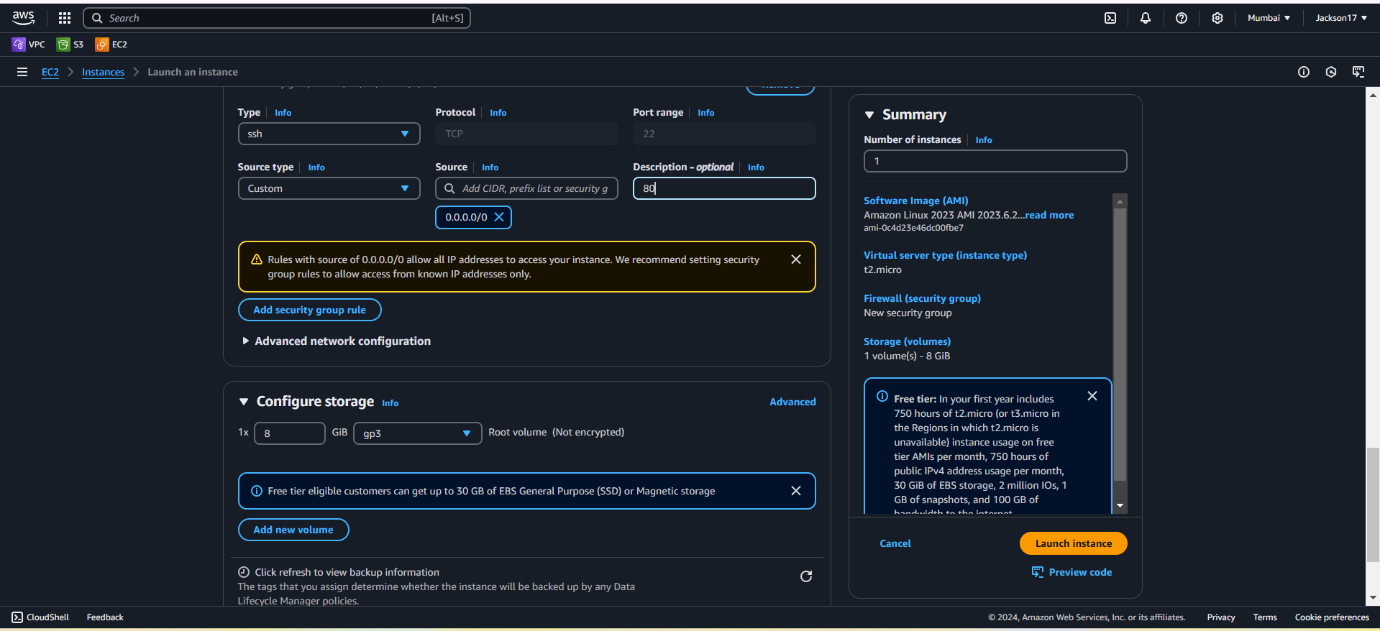 aws
Search [Alt+S]
Mumbai
Jackson17
VPC
S3
EC2
EC2
Instances
Launch an instance
Type Info
Protocol Info
Port range Info
ssh
TCP
22
Source type Info
Source Info
Description - optional Info
Custom
Add CIDR, prefix list or security g
80
0.0.0.0/0
Rules with source of 0.0.0.0/0 allow all IP addresses to access your instance. We recommend setting security
group rules to allow access from known IP addresses only.
Add security group rule
Advanced network configuration
Configure storage Info
Advanced
1x
8
GiB
gp3
Root volume (Not encrypted)
Free tier eligible customers can get up to 30 GB of EBS General Purpose (SSD) or Magnetic storage
Add new volume
Click refresh to view backup information
The tags that you assign determine whether the instance will be backed up by any Data
Lifecycle Manager policies.
Summary
Number of instances Info
1
Software Image (AMI)
Amazon Linux 2023 AMI 2023.6.2...read more
ami-0c4d23e46dc00fbe7
Virtual server type (instance type)
t2.micro
Firewall (security group)
New security group
Storage (volumes)
1 volume(s) - 8 GiB
Free tier: In your first year includes
750 hours of t2.micro (or t3.micro in
the Regions in which t2.micro is
unavailable) instance usage on free
tier AMIs per month, 750 hours of
public IPv4 address usage per month,
30 GiB of EBS storage, 2 million IOs, 1
GB of snapshots, and 100 GB of
bandwidth to the internet.
Cancel
Launch instance
Preview code
CloudShell
Feedback
© 2024, Amazon Web Services, Inc. or its affiliates.
Privacy
Terms
Cookie preferences